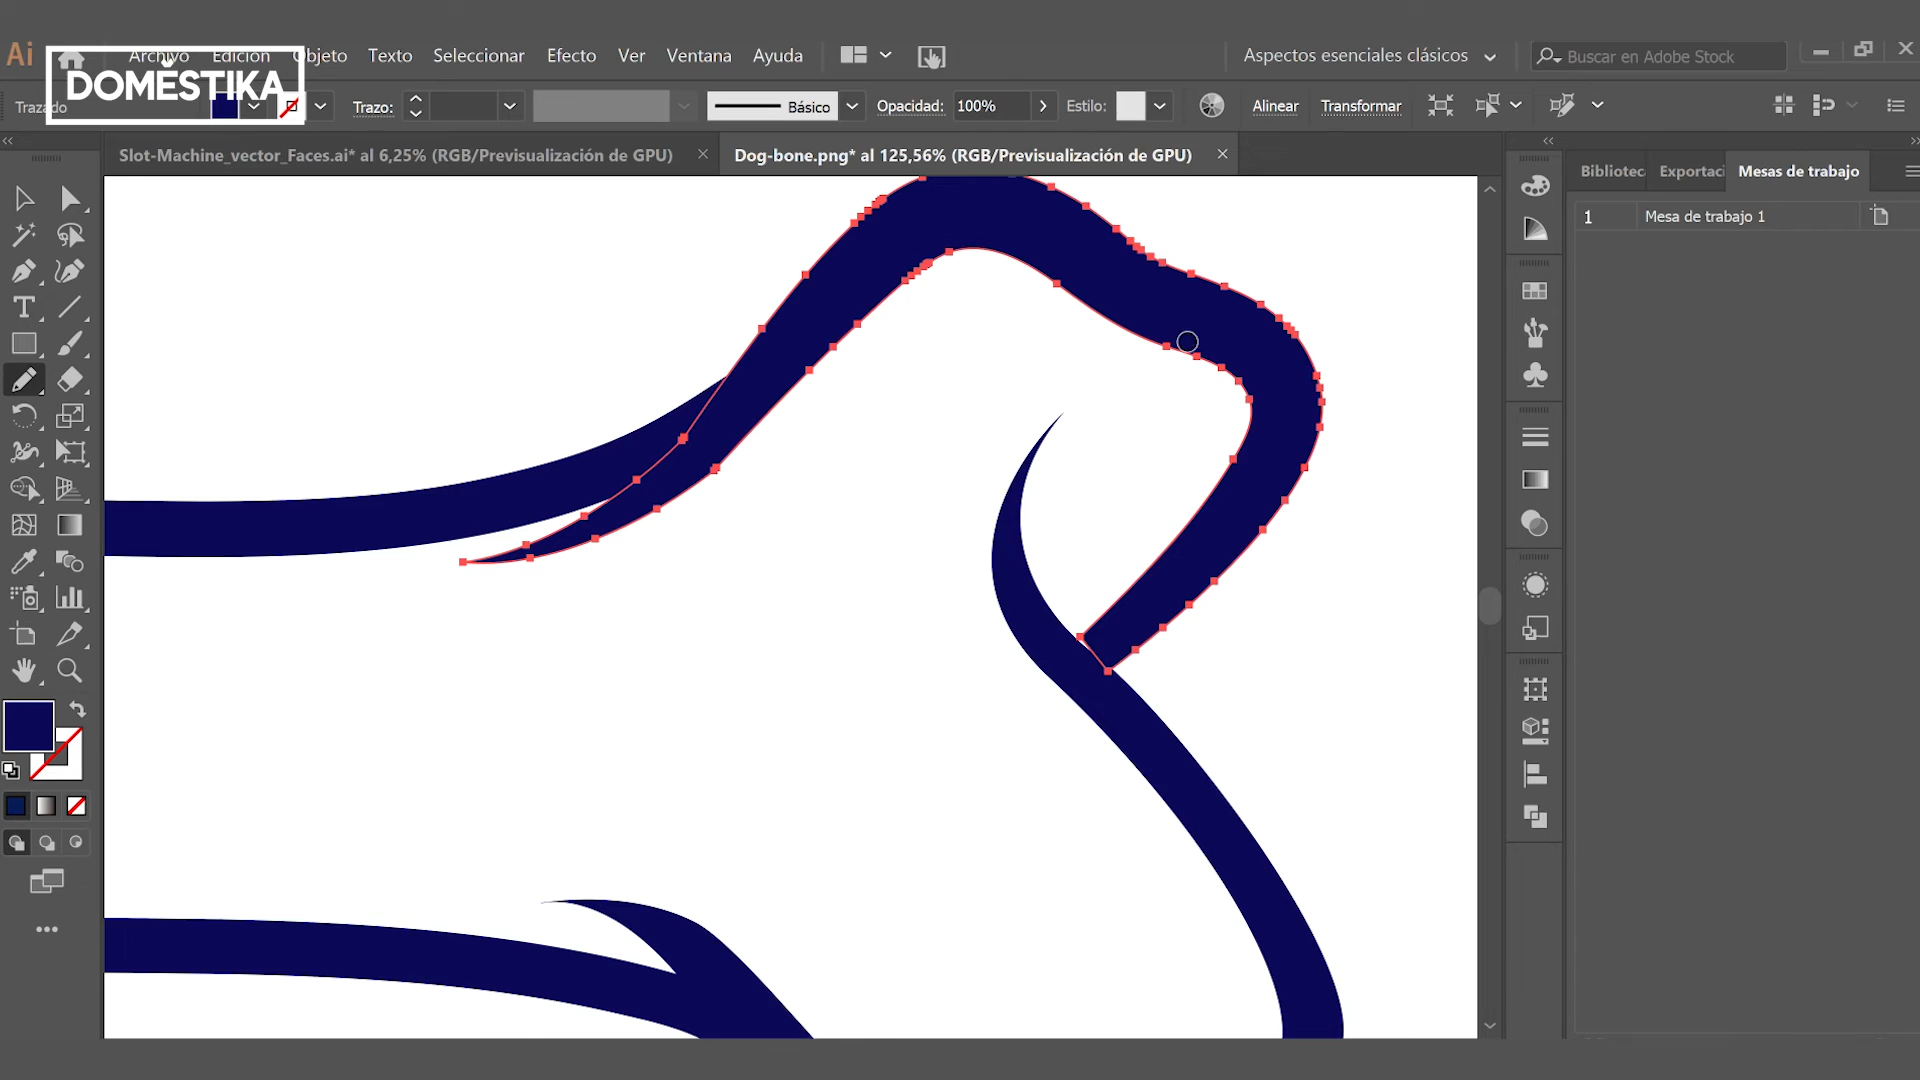 Ai Archivo Edición Objeto Texto Seleccionar Efecto Ver Ventana Ayuda Aspectos esenciales clásicos Buscar en Adobe Stock
DOMESTIKA
Trazado Trazo: Básico Opacidad: 100% Estilo: Alinear Transformar
Slot-Machine_vector_Faces.ai* al 6,25% (RGB/Previsualización de GPU) Dog-bone.png* al 125,56% (RGB/Previsualización de GPU)
Bibliotec Exportaci Mesas de trabajo
1 Mesa de trabajo 1